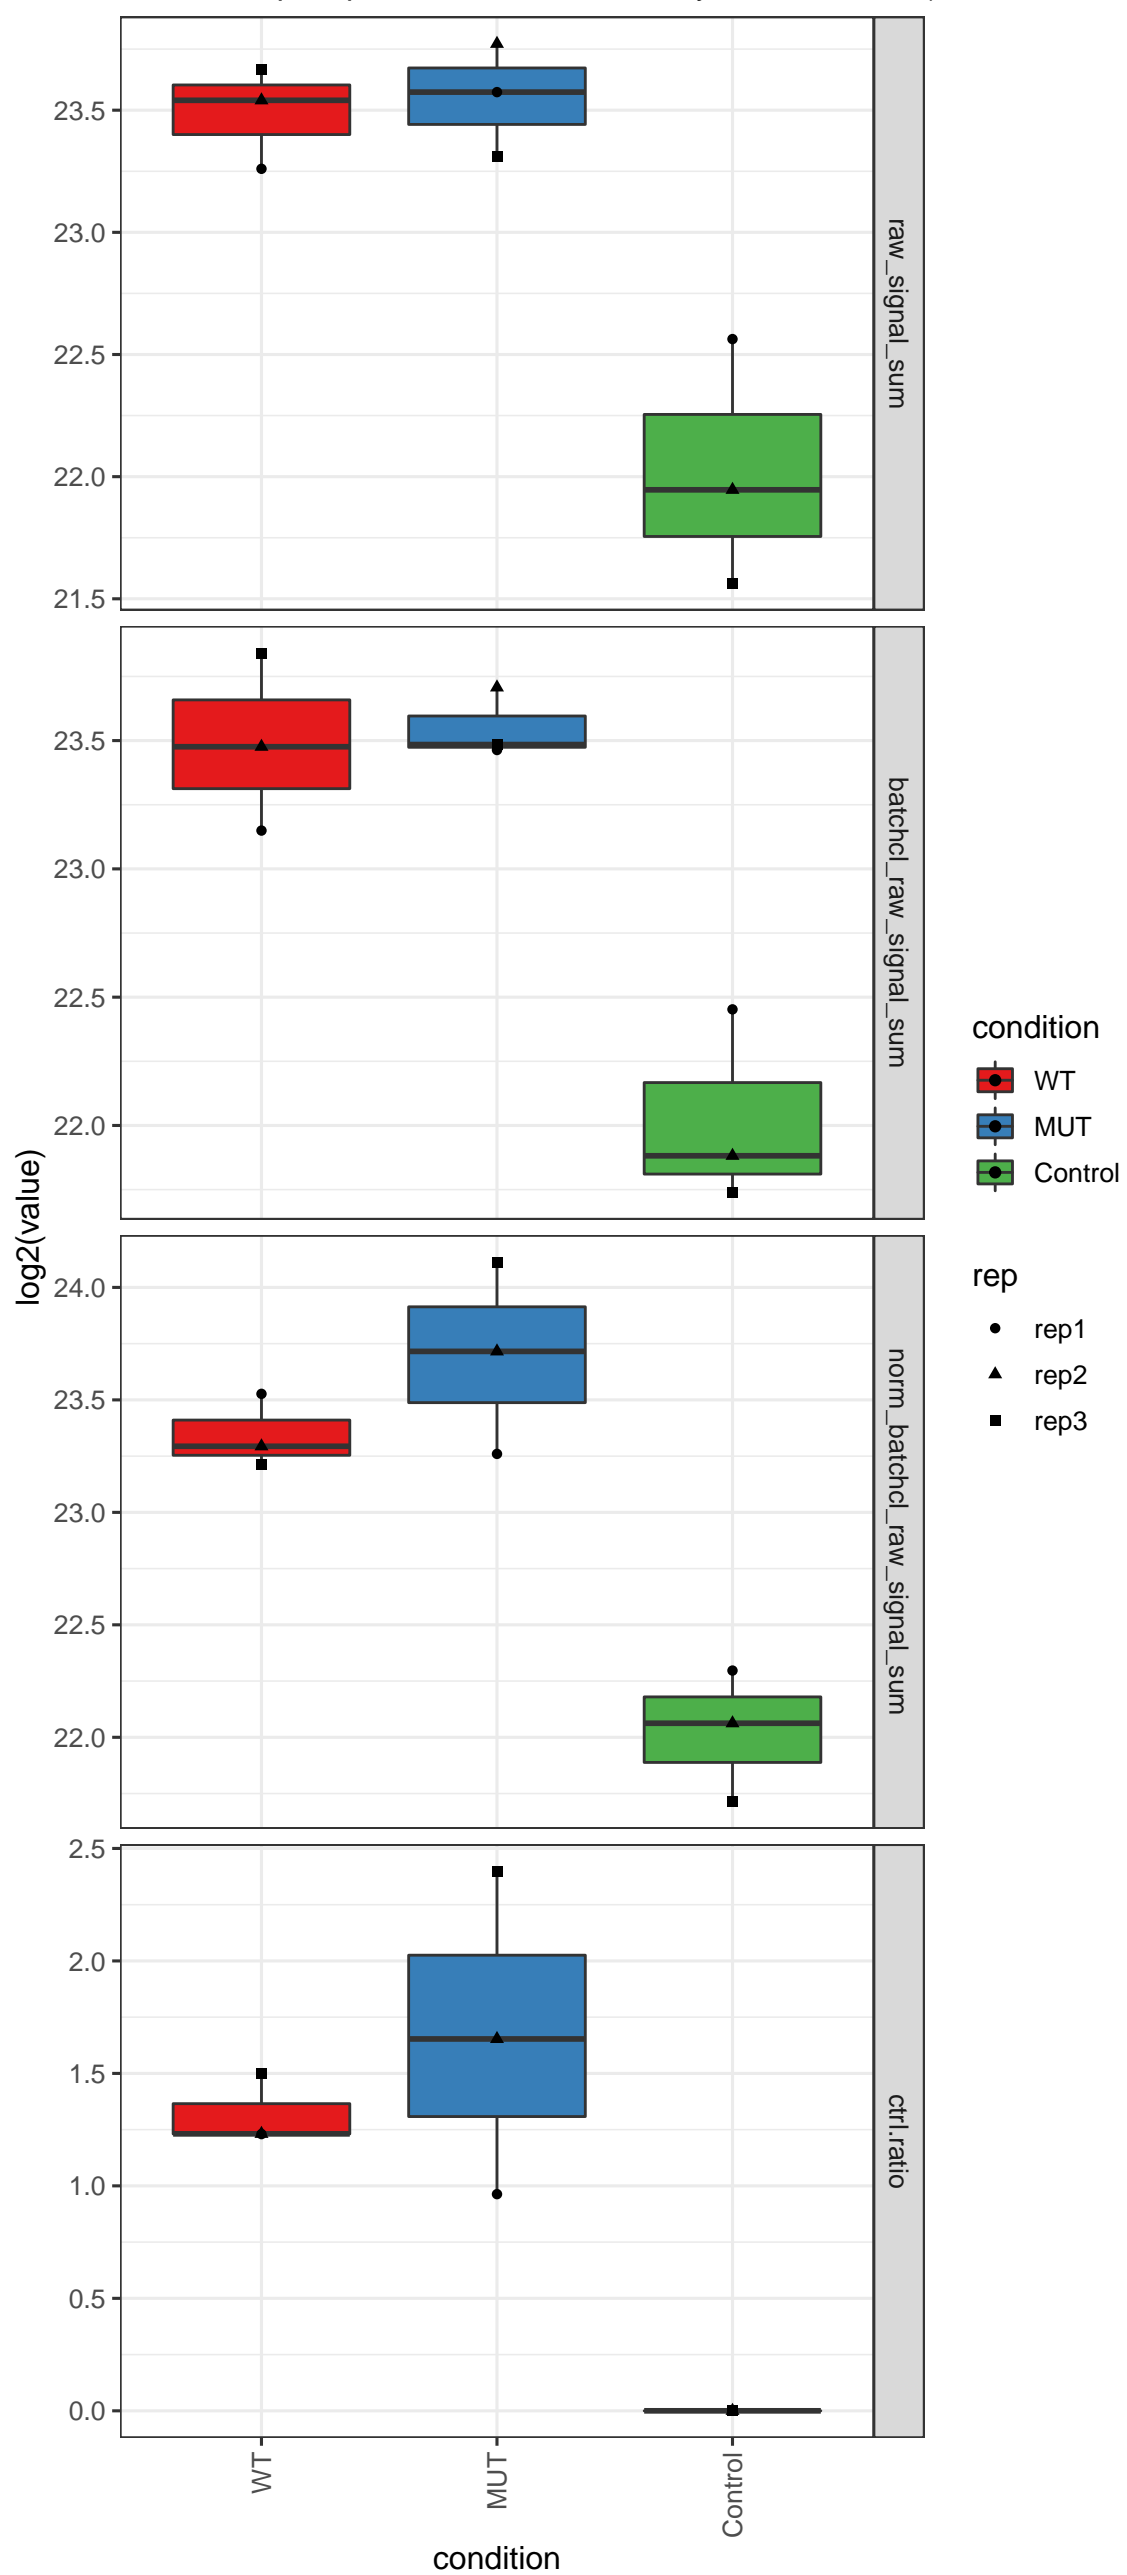 23.5
23.0
22.5
22.0
21.5
raw_signal_sum
23.5
23.0
22.5
22.0
batchcl_raw_signal_sum
24.0
23.5
23.0
22.5
22.0
norm_batchcl_raw_signal_sum
2.5
2.0
1.5
1.0
0.5
0.0
ctrl.ratio
log2(value)
WT
MUT
Control
condition
condition
WT
MUT
Control
rep
rep1
rep2
rep3